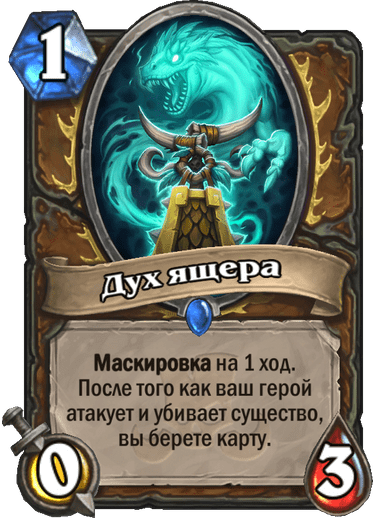 1
Дух ящера
Маскировка на 1 ход.
После того как ваш герой
атакует и убивает существо,
вы берете карту.
0
3